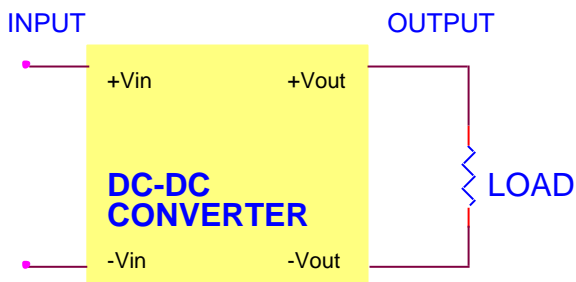 INPUT
OUTPUT
+Vin
+Vout
DC-DC
CONVERTER
LOAD
-Vin
-Vout